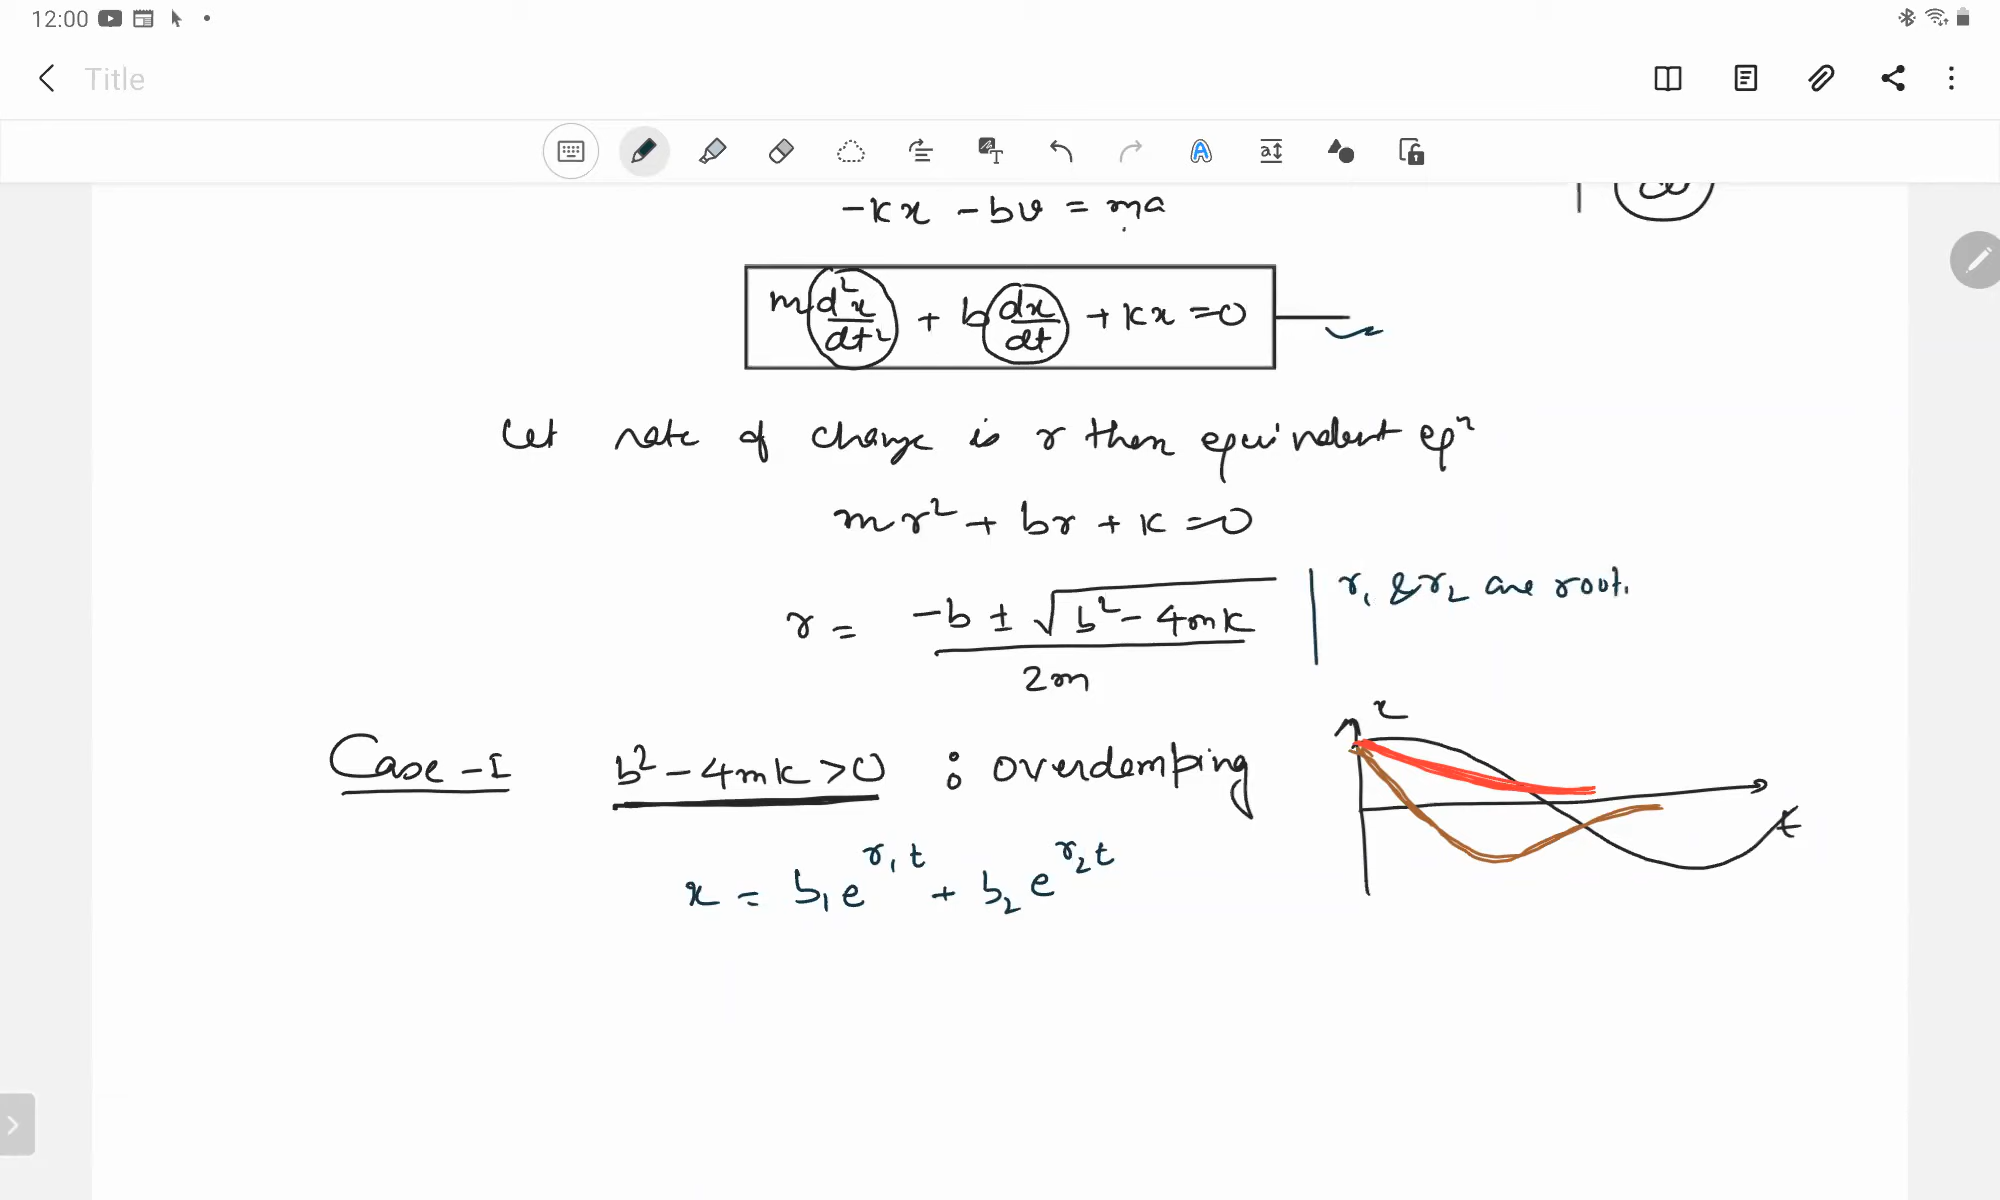 12:00
Title
-kx - bv = ma
m d²x/dt² + b dx/dt + kx = 0
Let rate of change is r then equivalent eqⁿ
mr² + br + k = 0
r = (-b ± √(b² - 4mk)) / 2m
r₁ & r₂ are root.
Case-I b² - 4mk > 0 : overdemping
x
t
x = b₁e^(r₁t) + b₂e^(r₂t)